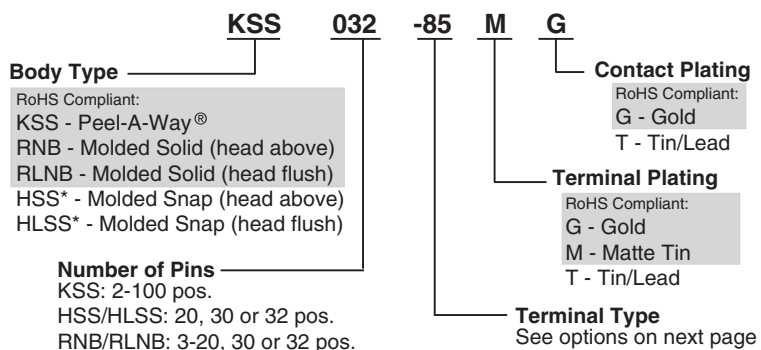 KSS 032 -85 M G
Body Type
RoHS Compliant:
KSS - Peel-A-Way®
RNB - Molded Solid (head above)
RLNB - Molded Solid (head flush)
HSS* - Molded Snap (head above)
HLSS* - Molded Snap (head flush)
Number of Pins
KSS: 2-100 pos.
HSS/HLSS: 20, 30 or 32 pos.
RNB/RLNB: 3-20, 30 or 32 pos.
Contact Plating
RoHS Compliant:
G - Gold
T - Tin/Lead
Terminal Plating
RoHS Compliant:
G - Gold
M - Matte Tin
T - Tin/Lead
Terminal Type
See options on next page